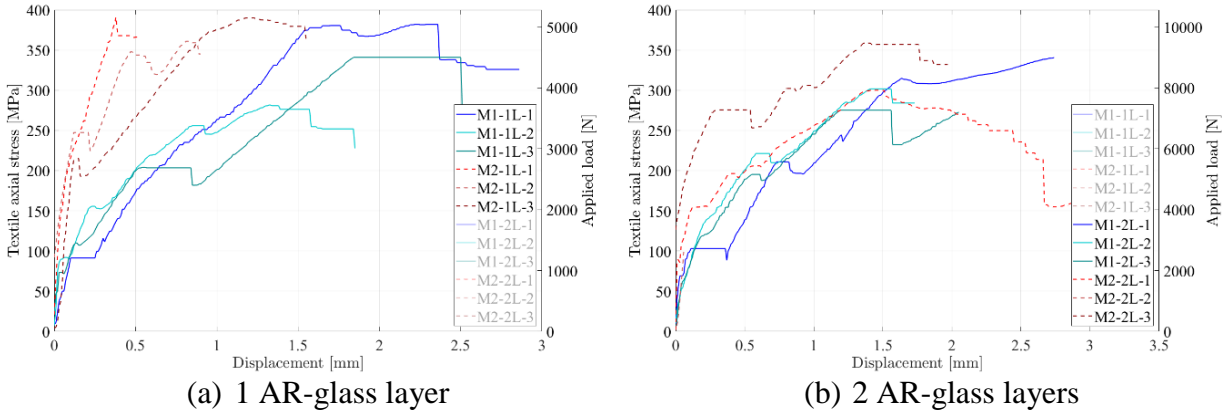 400
350
300
250
200
150
100
50
0
Textile axial stress [MPa]
0
0.5
1
1.5
2
2.5
3
Displacement [mm]
5000
4000
3000
2000
1000
0
Applied load [N]
M1-1L-1
M1-1L-2
M1-1L-3
M2-1L-1
M2-1L-2
M2-1L-3
M1-2L-1
M1-2L-2
M1-2L-3
M2-2L-1
M2-2L-2
M2-2L-3
(a) 1 AR-glass layer
400
350
300
250
200
150
100
50
0
Textile axial stress [MPa]
0
0.5
1
1.5
2
2.5
3
3.5
Displacement [mm]
10000
8000
6000
4000
2000
0
Applied load [N]
M1-1L-1
M1-1L-2
M1-1L-3
M2-1L-1
M2-1L-2
M2-1L-3
M1-2L-1
M1-2L-2
M1-2L-3
M2-2L-1
M2-2L-2
M2-2L-3
(b) 2 AR-glass layers